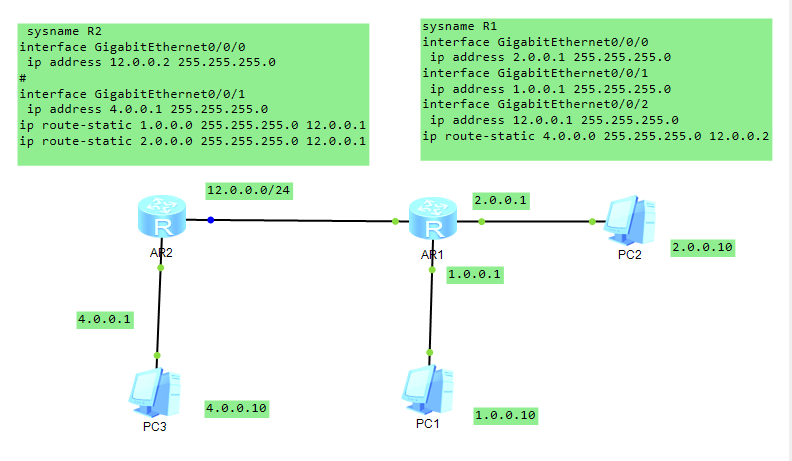 sysname R2
interface GigabitEthernet0/0/0
ip address 12.0.0.2 255.255.255.0
#
interface GigabitEthernet0/0/1
ip address 4.0.0.1 255.255.255.0
ip route-static 1.0.0.0 255.255.255.0 12.0.0.1
ip route-static 2.0.0.0 255.255.255.0 12.0.0.1
sysname R1
interface GigabitEthernet0/0/0
ip address 2.0.0.1 255.255.255.0
interface GigabitEthernet0/0/1
ip address 1.0.0.1 255.255.255.0
interface GigabitEthernet0/0/2
ip address 12.0.0.1 255.255.255.0
ip route-static 4.0.0.0 255.255.255.0 12.0.0.2
12.0.0.0/24
2.0.0.1
R
R
AR2
AR1
PC2
2.0.0.10
1.0.0.1
4.0.0.1
4.0.0.10
1.0.0.10
PC3
PC1